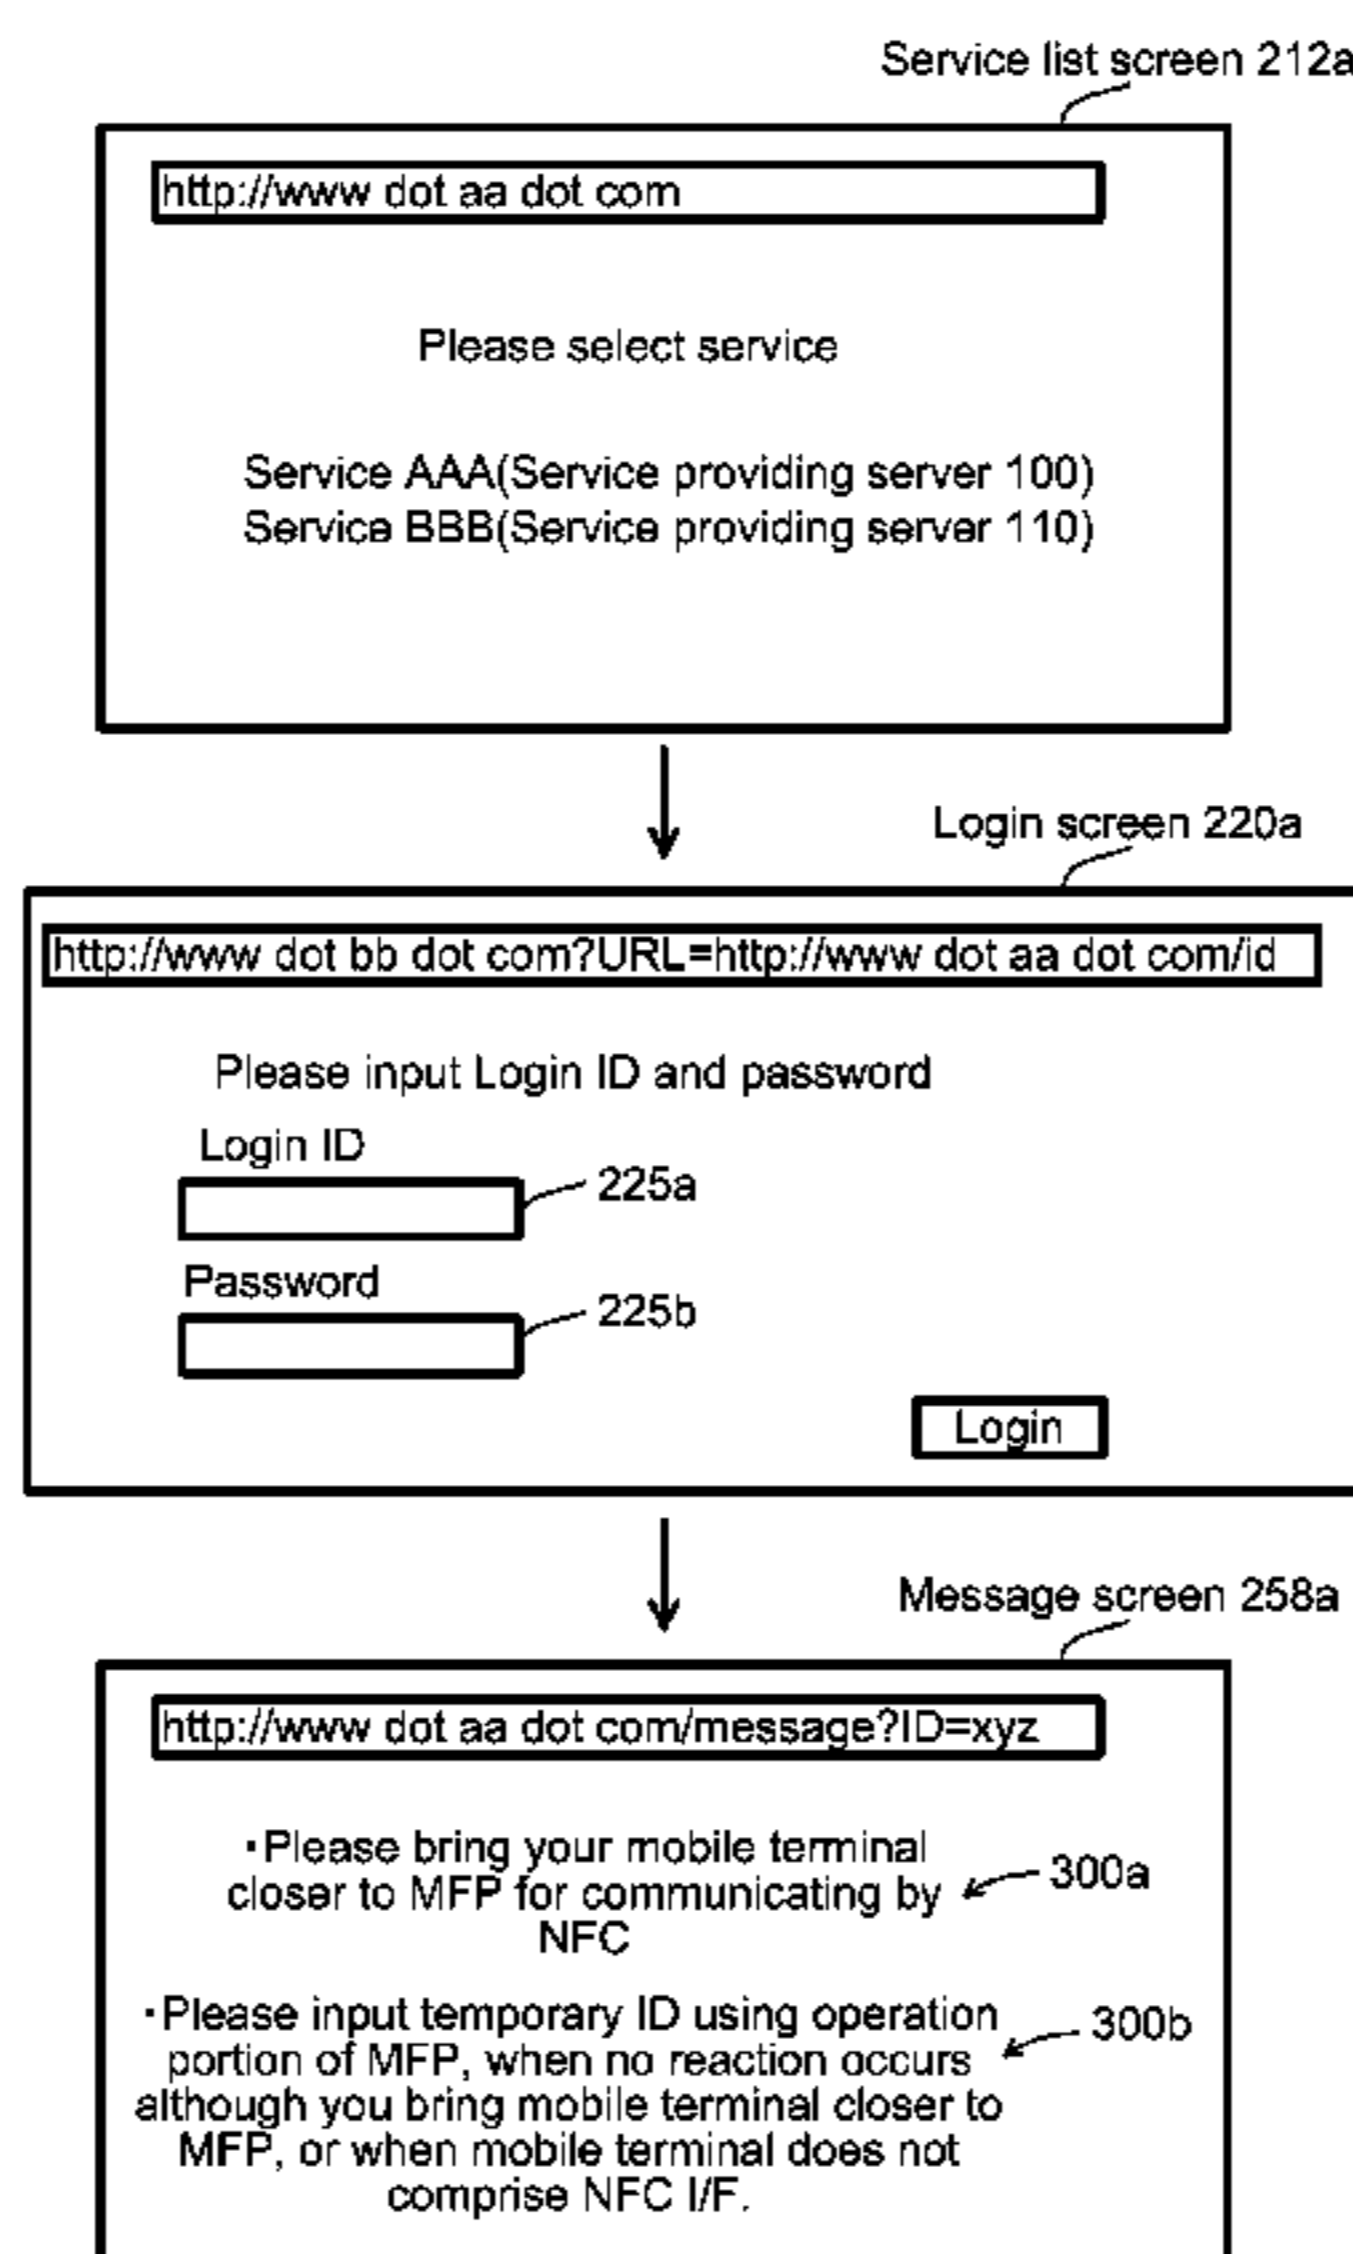 Service list screen 212a
http://www dot aa dot com
Please select service
Service AAA(Service providing server 100)
Service BBB(Service providing server 110)
Login screen 220a
http://www dot bb dot com?URL=http://www dot aa dot com/id
Please input Login ID and password
Login ID
225a
Password
225b
Login
Message screen 258a
http://www dot aa dot com/message?ID=xyz
・Please bring your mobile terminal
closer to MFP for communicating by
NFC
300a
・Please input temporary ID using operation
portion of MFP, when no reaction occurs
although you bring mobile terminal closer to
MFP, or when mobile terminal does not
comprise NFC I/F.
300b